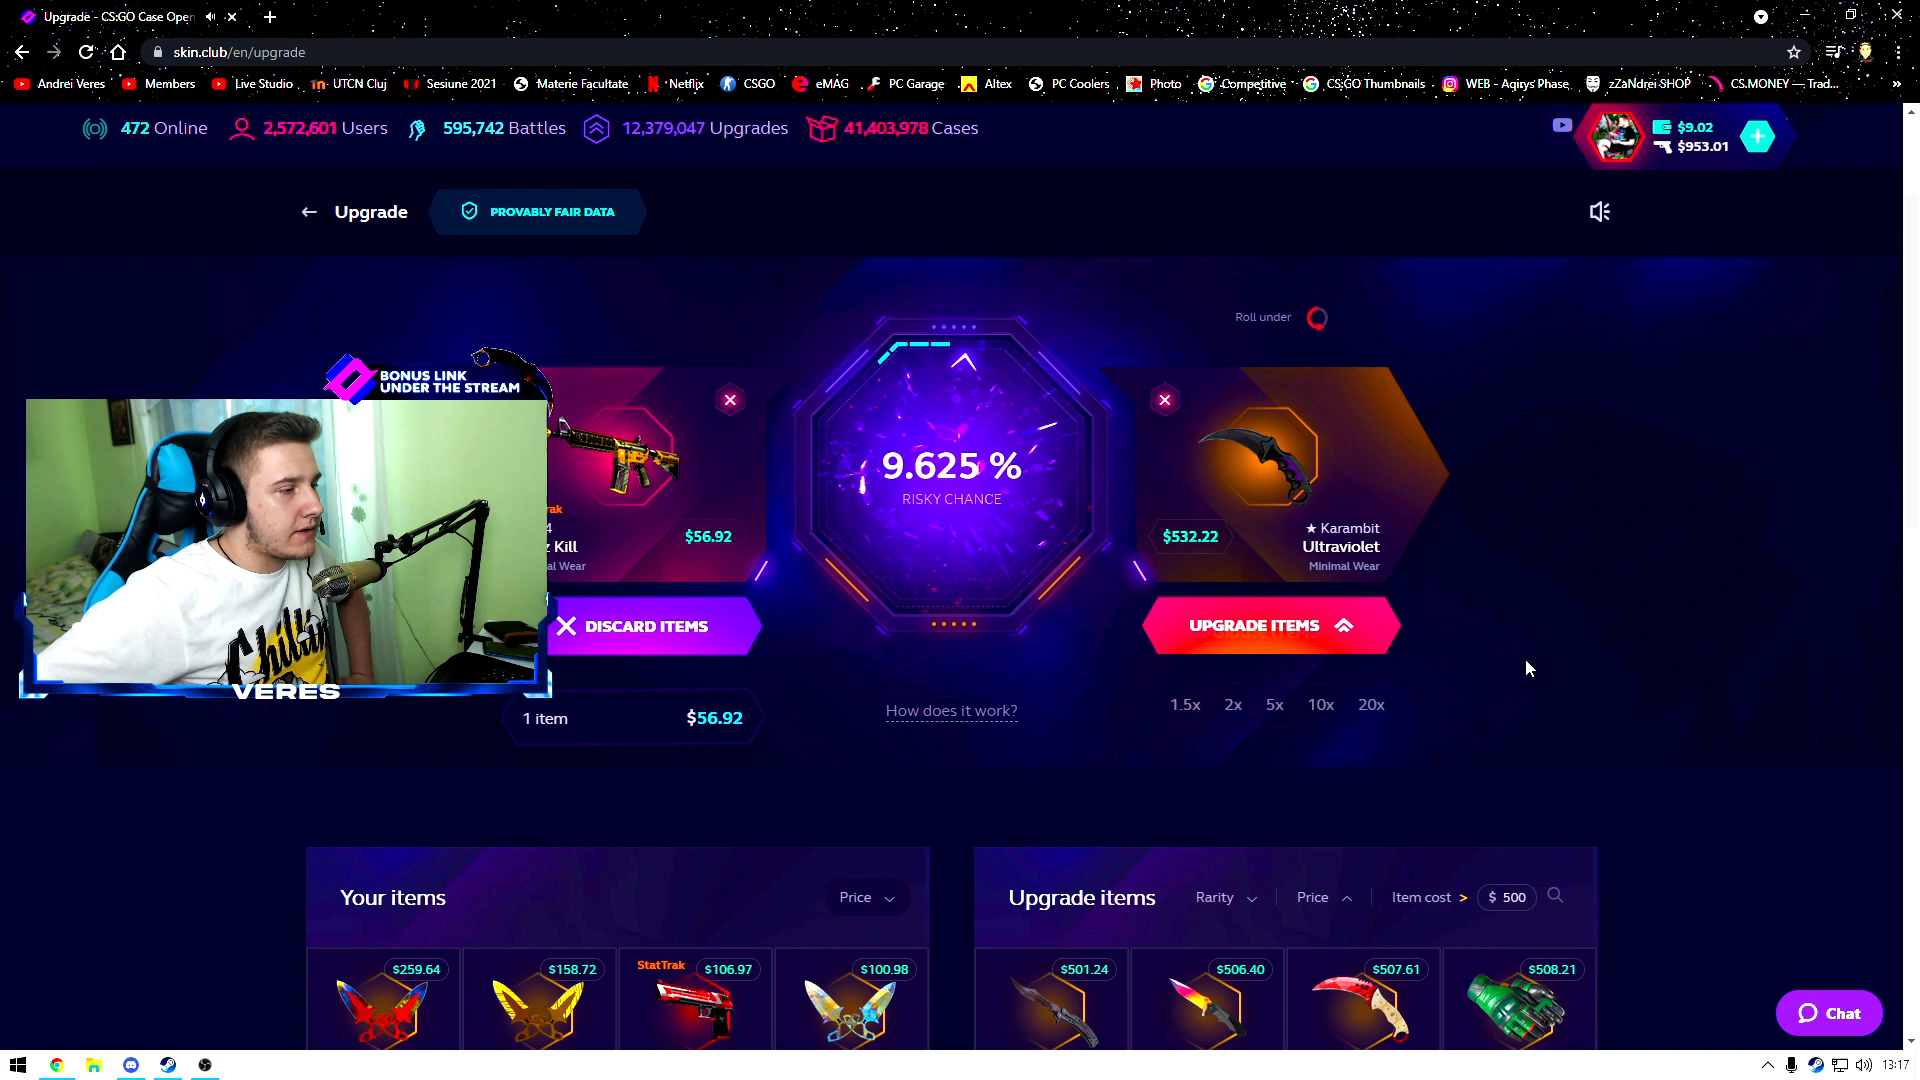 Upgrade - CS:GO Case Open
skin.club/en/upgrade
Andrei Veres
Members
Live Studio
UTCN Cluj
Sesiune 2021
Materie Facultate
Netflix
CSGO
eMAG
PC Garage
Altex
PC Coolers
Photo
Competitive
CS:GO Thumbnails
WEB - Aqirys Phase
zZaNdrei SHOP
CS.MONEY — Trad...
»
472 Online
2,572,601 Users
595,742 Battles
12,379,047 Upgrades
41,403,978 Cases
$9.02
$953.01
Upgrade
PROVABLY FAIR DATA
Roll under
BONUS LINK
UNDER THE STREAM
9.625 %
RISKY CHANCE
rak
4
z Kill
al Wear
$56.92
$532.22
★ Karambit
Ultraviolet
Minimal Wear
DISCARD ITEMS
UPGRADE ITEMS
Chillin
VERES
1 item
$56.92
How does it work?
1.5x
2x
5x
10x
20x
Your items
Price
Upgrade items
Rarity
Price
Item cost >
$ 500
$259.64
$158.72
StatTrak
$106.97
$100.98
$501.24
$506.40
$507.61
$508.21
Chat
13:17